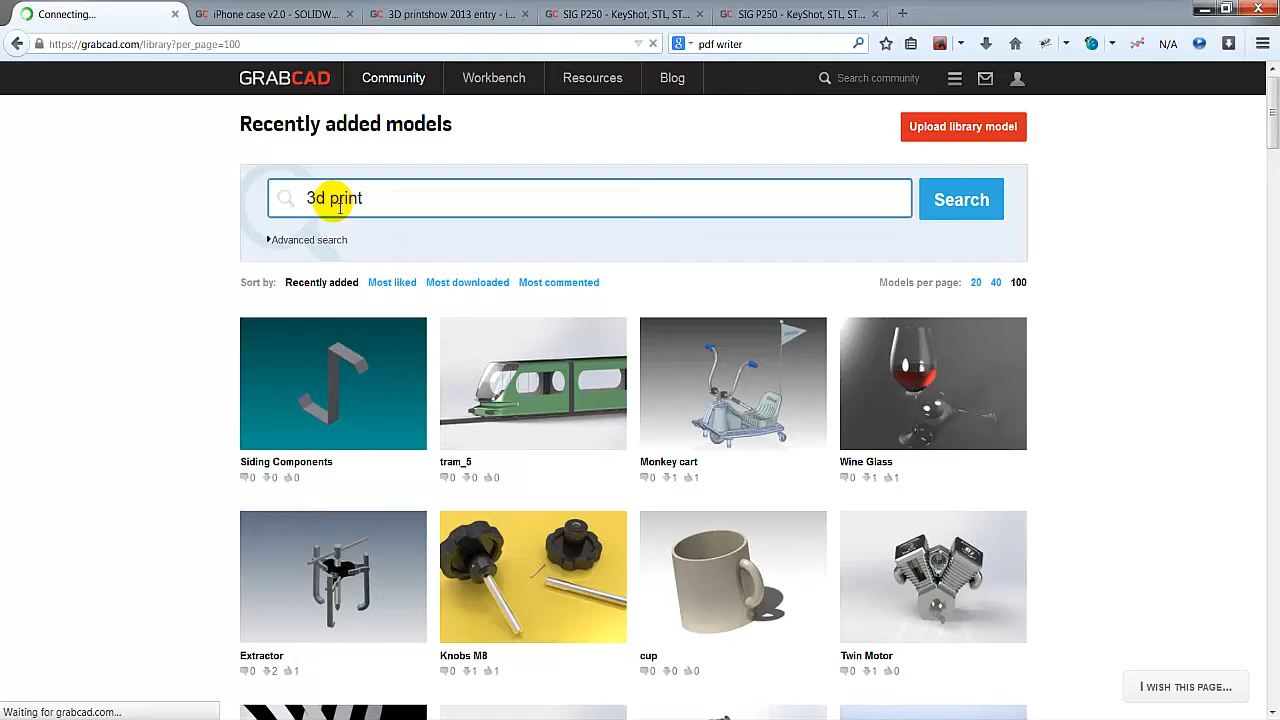 Connecting...
GC iPhone case v2.0 - SOLIDW...
GC 3D printshow 2013 entry - i...
GC SIG P250 - KeyShot, STL, ST...
GC SIG P250 - KeyShot, STL, ST...
https://grabcad.com/library?per_page=100
pdf writer
N/A
GRABCAD
Community
Workbench
Resources
Blog
Search community
Recently added models
Upload library model
3d print
Search
Advanced search
Sort by: Recently added Most liked Most downloaded Most commented
Models per page: 20 40 100
Siding Components
0 0 0
tram_5
0 0 0
Monkey cart
0 1 1
Wine Glass
0 1 1
Extractor
0 2 1
Knobs M8
0 1 1
cup
0 0 0
Twin Motor
0 1 0
I WISH THIS PAGE...
Waiting for grabcad.com...